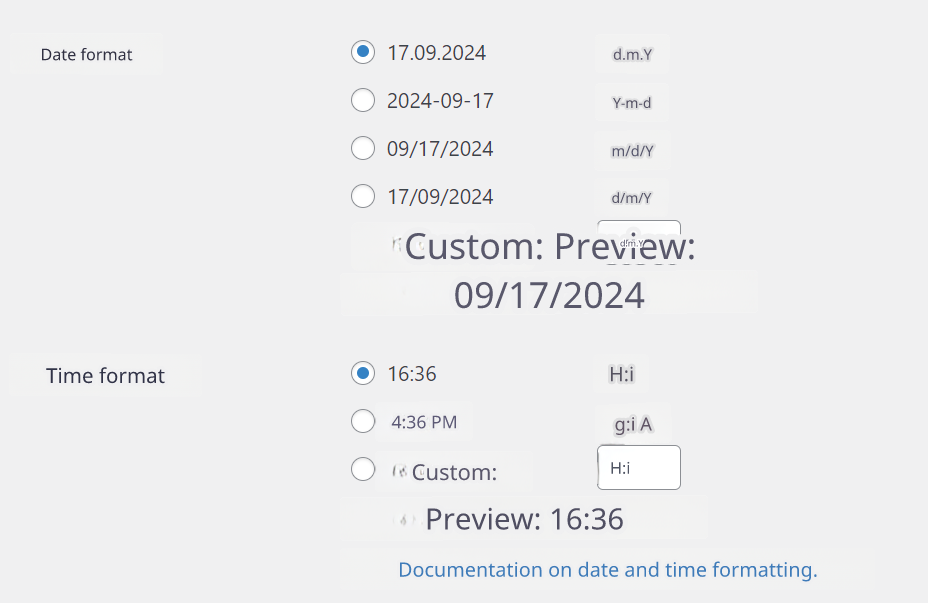 Date format
17.09.2024 d.m.Y
2024-09-17 Y-m-d
09/17/2024 m/d/Y
17/09/2024 d/m/Y
Custom: Preview: d.m.Y
09/17/2024
Time format
16:36 H:i
4:36 PM g:i A
Custom: H:i
Preview: 16:36
Documentation on date and time formatting.